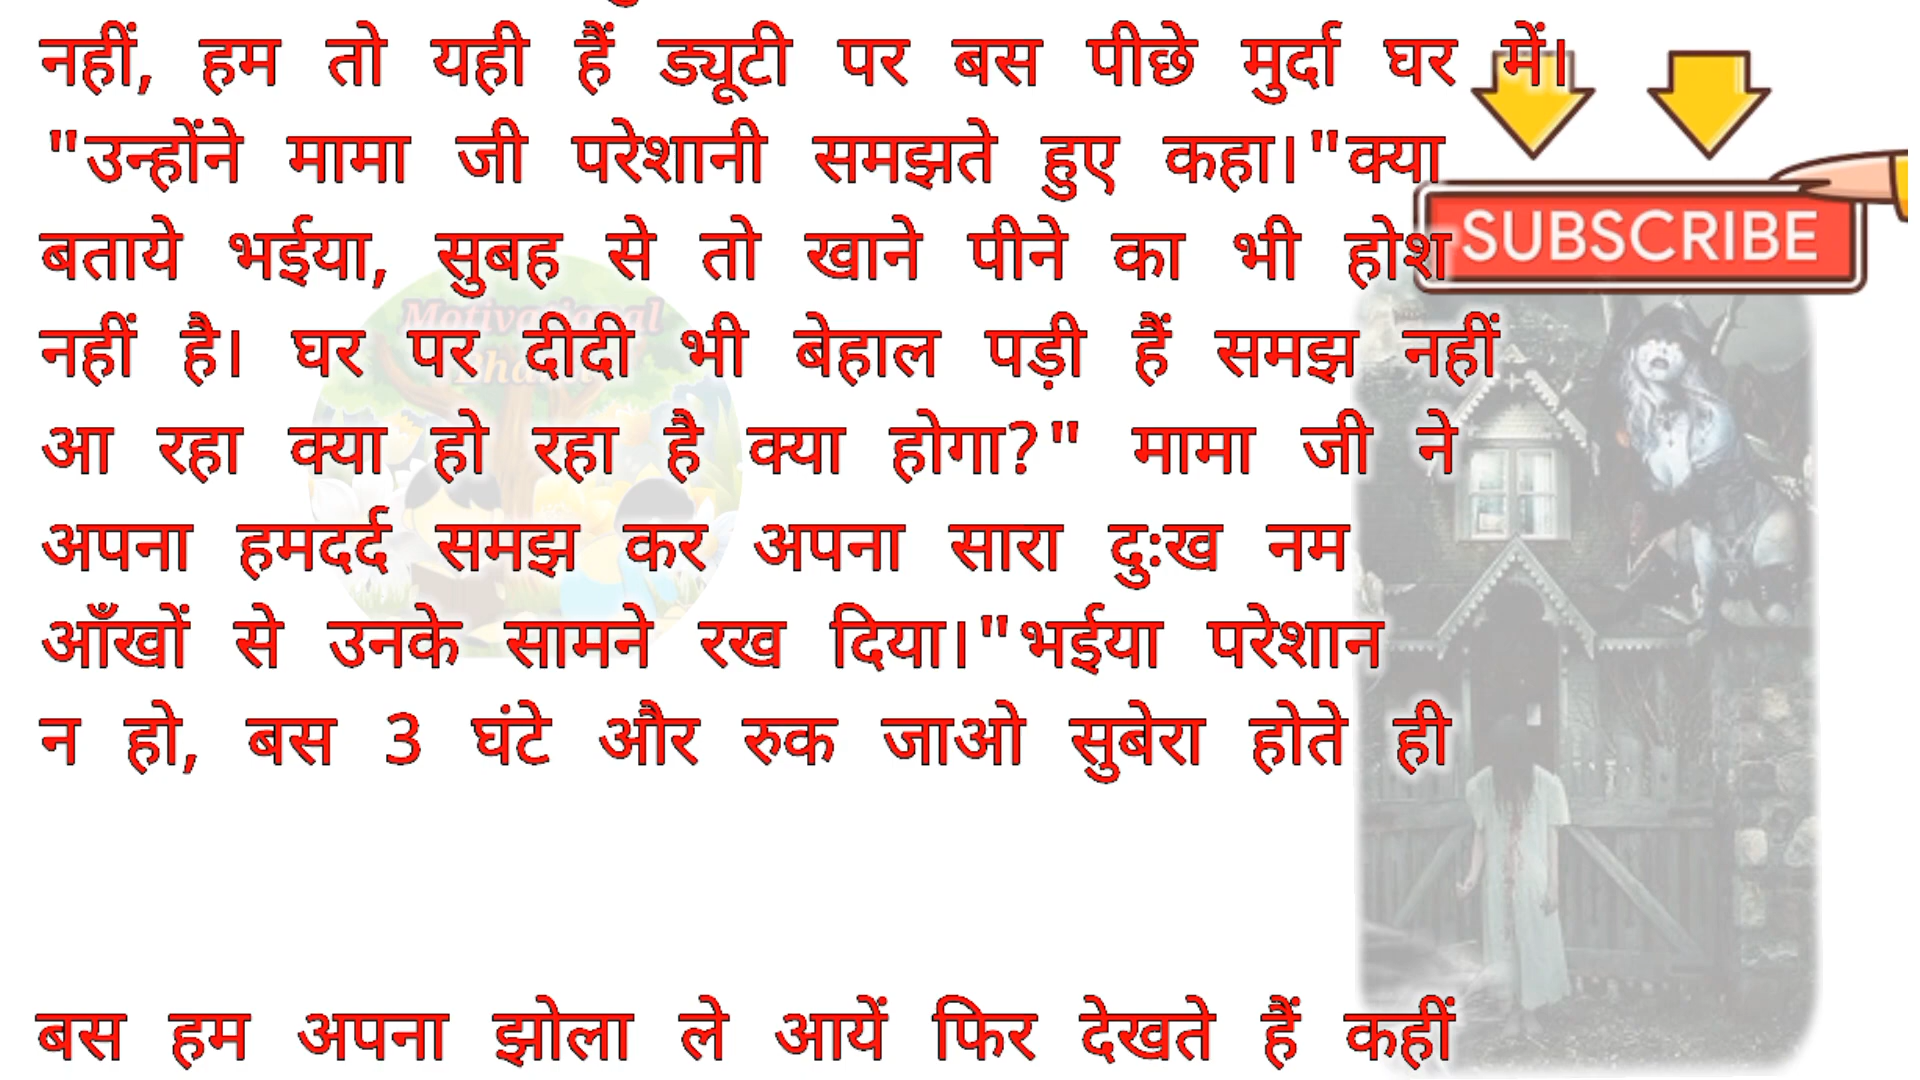 नहीं, हम तो यही हैं ड्यूटी पर बस पीछे मुर्दा घर में।
"उन्होंने मामा जी परेशानी समझते हुए कहा।"क्या
बताये भईया, सुबह से तो खाने पीने का भी होश
नहीं है। घर पर दीदी भी बेहाल पड़ी हैं समझ नहीं
आ रहा क्या हो रहा है क्या होगा?" मामा जी ने
अपना हमदर्द समझ कर अपना सारा दुःख नम
आँखों से उनके सामने रख दिया।"भईया परेशान
न हो, बस 3 घंटे और रुक जाओ सुबेरा होते ही
बस हम अपना झोला ले आयें फिर देखते हैं कहीं
SUBSCRIBE
Motivational